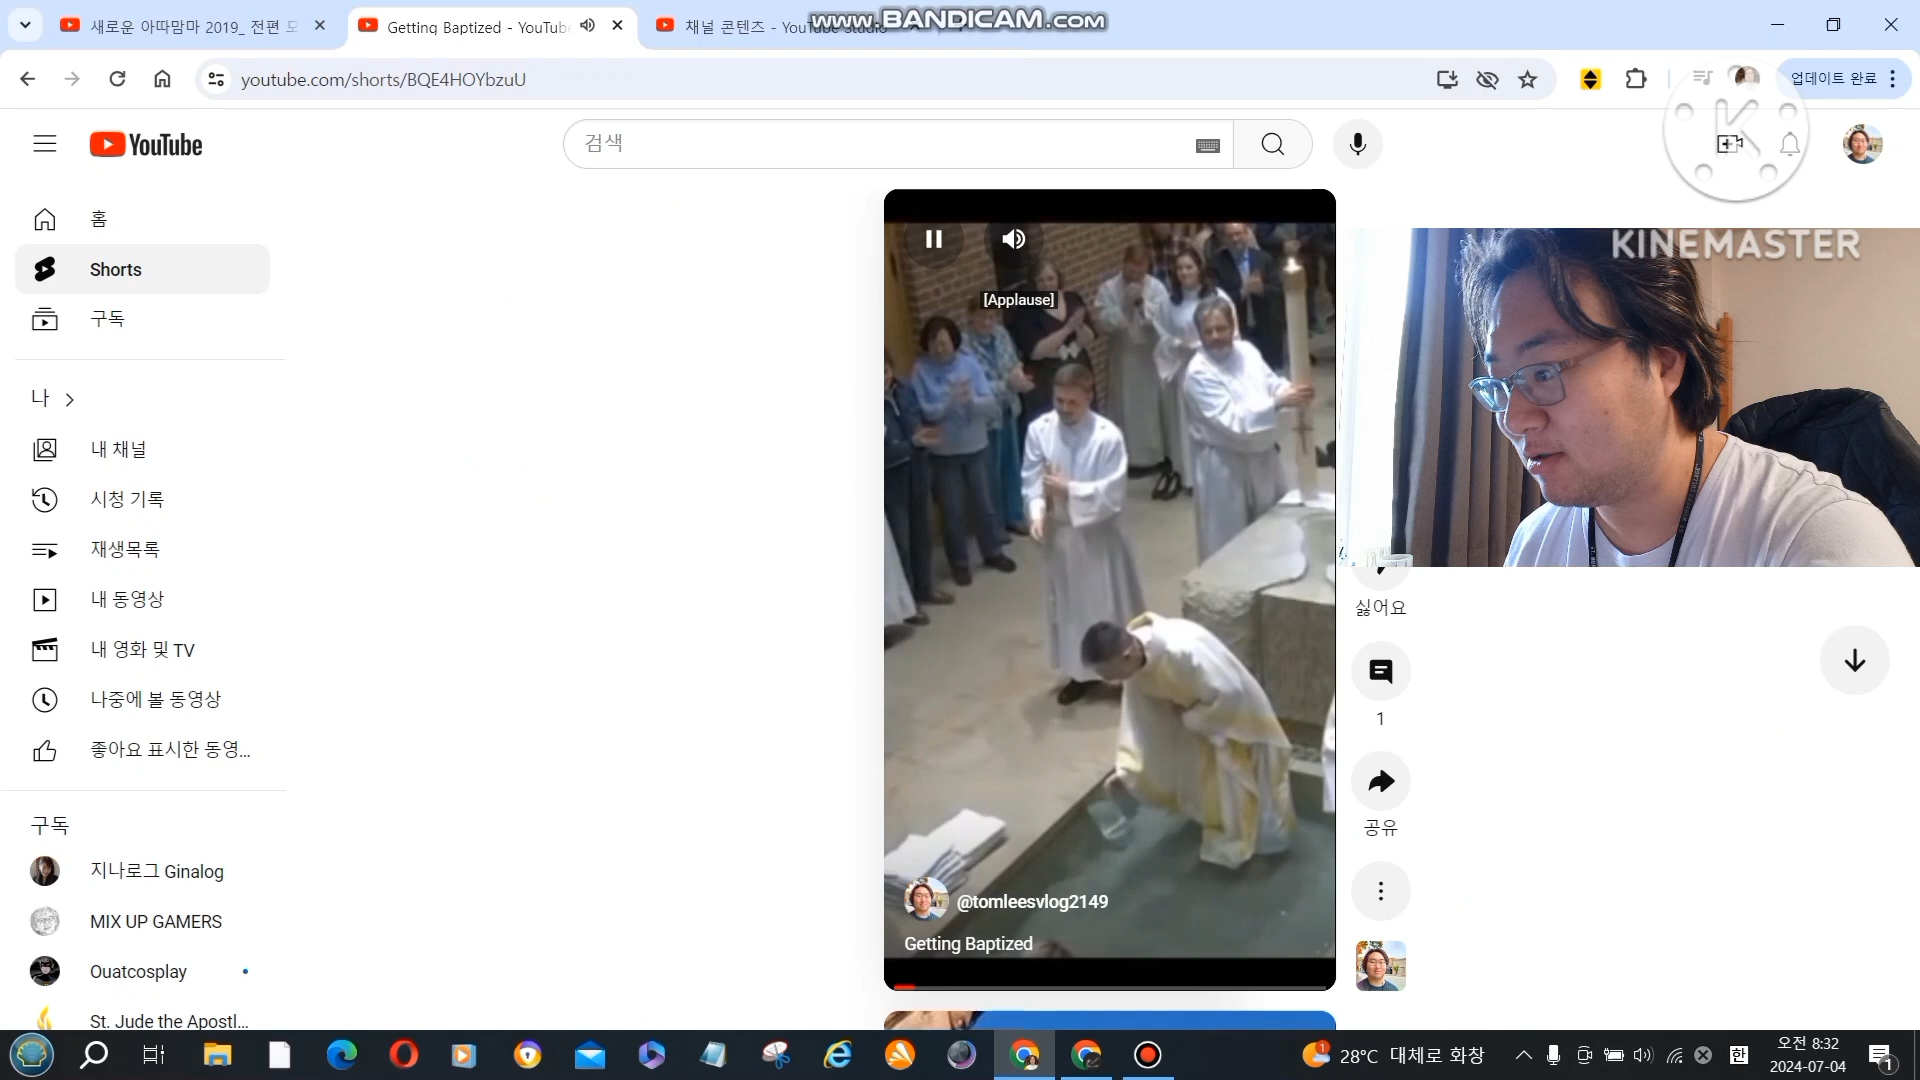 새로운 아따맘마 2019_ 전편 모
Getting Baptized - YouTube
채널 콘텐츠 - YouTube Studio
www.BANDICAM.com
youtube.com/shorts/BQE4HOYbzuU
업데이트 완료
YouTube
검색
K
홈
Shorts
구독
나
내 채널
시청 기록
재생목록
내 동영상
내 영화 및 TV
나중에 볼 동영상
좋아요 표시한 동영...
구독
지나로그 Ginalog
MIX UP GAMERS
Ouatcosplay
St. Jude the Apostl...
[Applause]
@tomleesvlog2149
Getting Baptized
KINEMASTER
싫어요
1
공유
1
28°C 대체로 화창
한
오전 8:32
2024-07-04
1